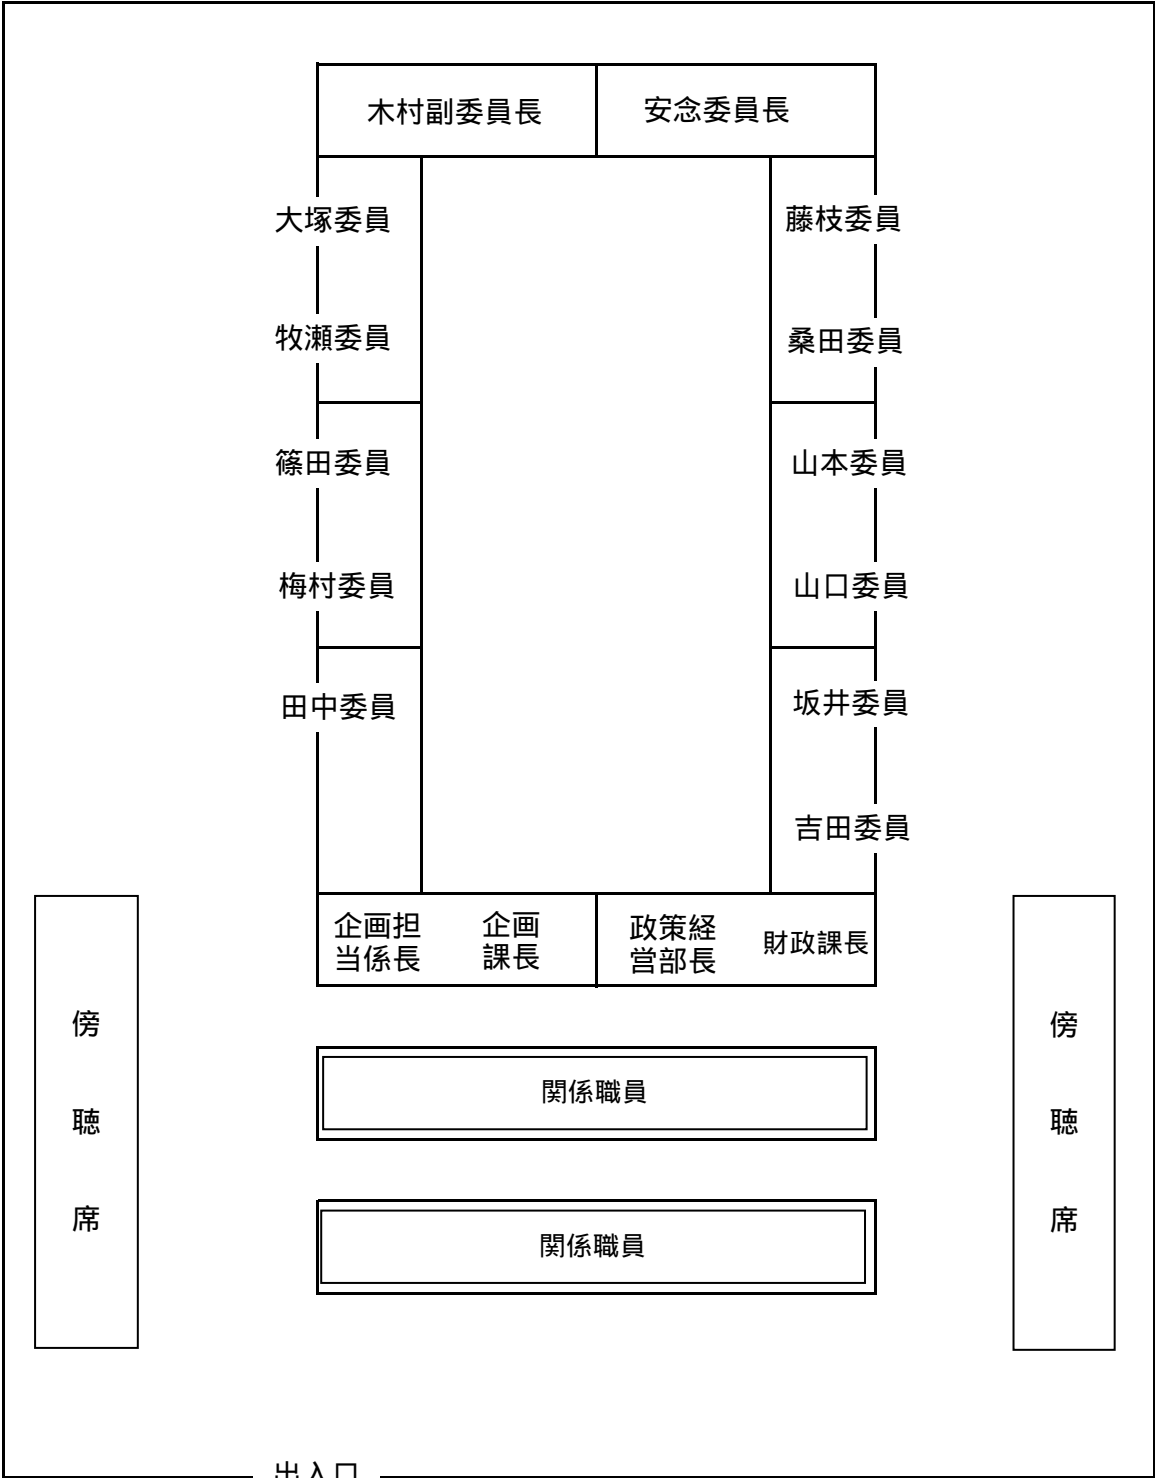 木村副委員長
安念委員長
大塚委員
藤枝委員
牧瀬委員
桑田委員
篠田委員
山本委員
梅村委員
山口委員
田中委員
坂井委員
吉田委員
企画担
当係長
企画
課長
政策経
営部長
財政課長
傍聴席
傍聴席
関係職員
関係職員
出入口